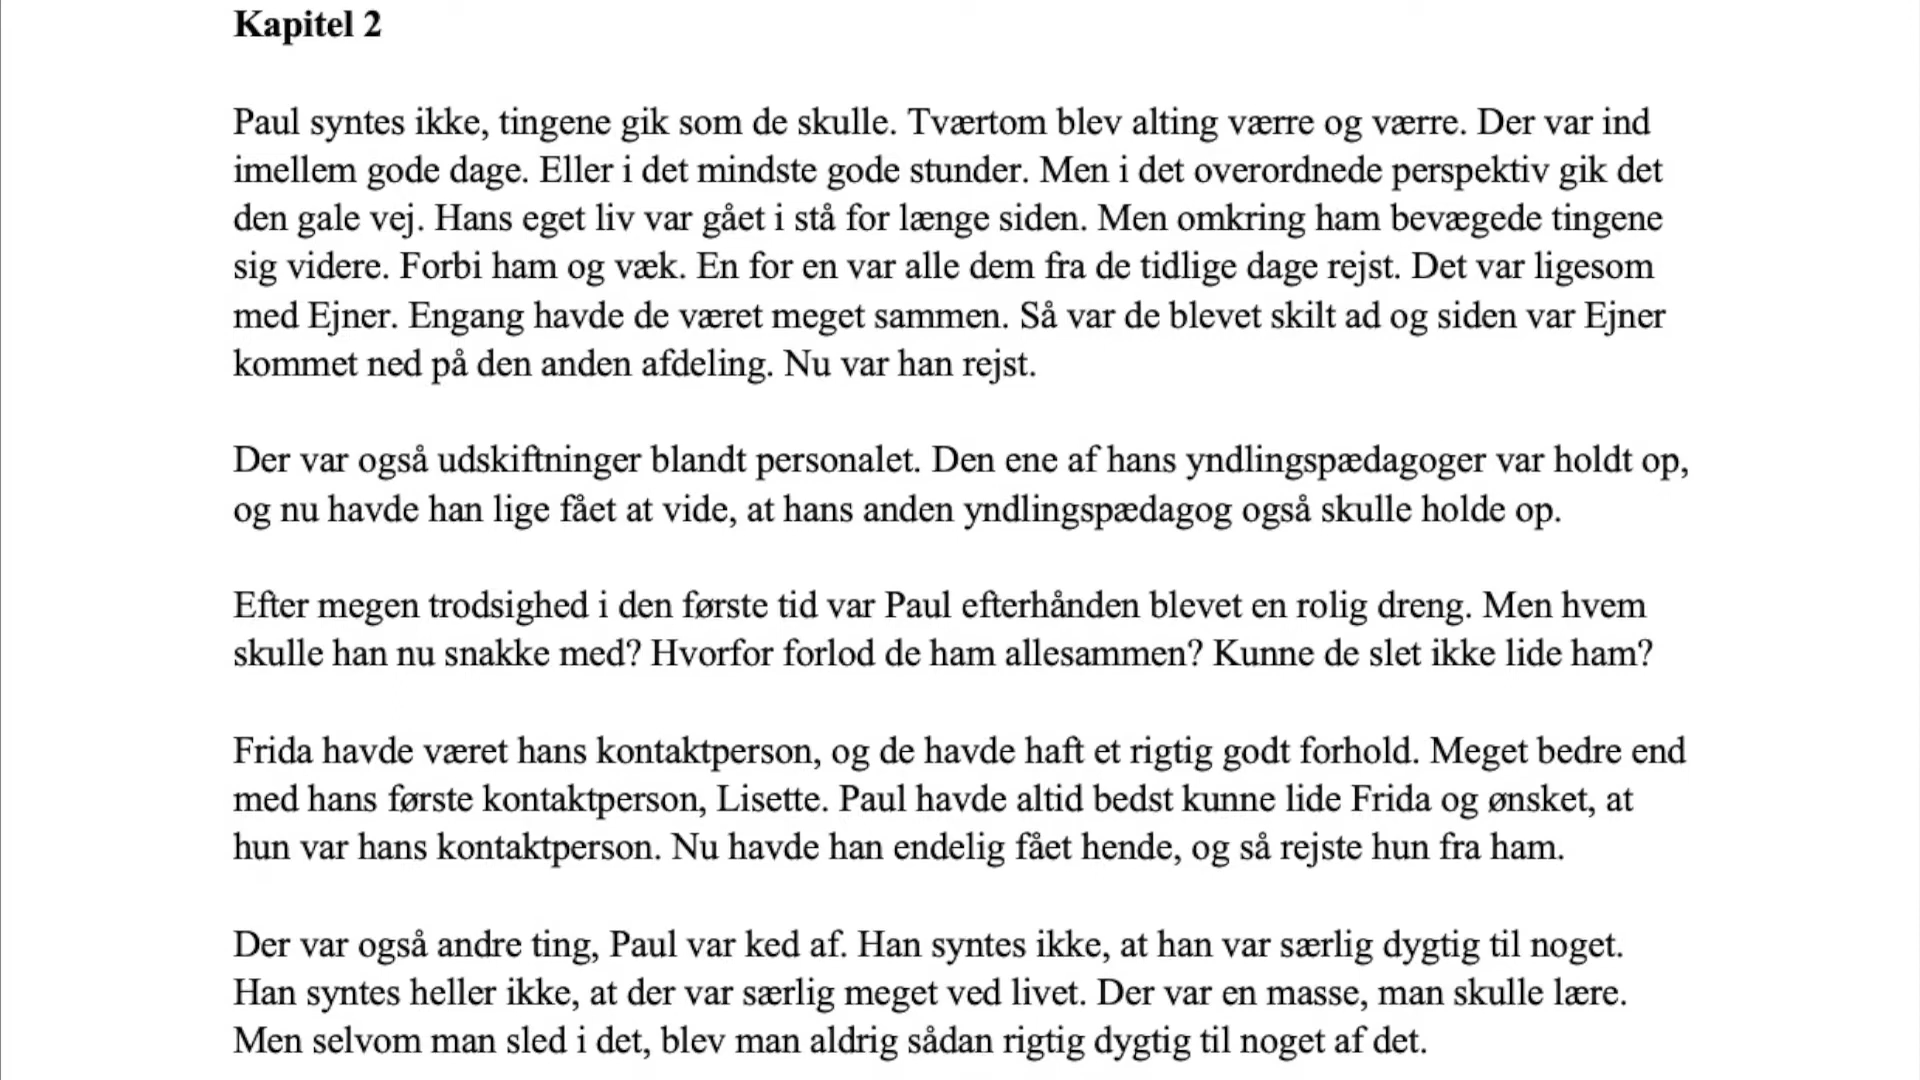 Kapitel 2
Paul syntes ikke, tingene gik som de skulle. Tværtom blev alting værre og værre. Der var ind
imellem gode dage. Eller i det mindste gode stunder. Men i det overordnede perspektiv gik det
den gale vej. Hans eget liv var gået i stå for længe siden. Men omkring ham bevægede tingene
sig videre. Forbi ham og væk. En for en var alle dem fra de tidlige dage rejst. Det var ligesom
med Ejner. Engang havde de været meget sammen. Så var de blevet skilt ad og siden var Ejner
kommet ned på den anden afdeling. Nu var han rejst.
Der var også udskiftninger blandt personalet. Den ene af hans yndlingspædagoger var holdt op,
og nu havde han lige fået at vide, at hans anden yndlingspædagog også skulle holde op.
Efter megen trodsighed i den første tid var Paul efterhånden blevet en rolig dreng. Men hvem
skulle han nu snakke med? Hvorfor forlod de ham allesammen? Kunne de slet ikke lide ham?
Frida havde været hans kontaktperson, og de havde haft et rigtig godt forhold. Meget bedre end
med hans første kontaktperson, Lisette. Paul havde altid bedst kunne lide Frida og ønsket, at
hun var hans kontaktperson. Nu havde han endelig fået hende, og så rejste hun fra ham.
Der var også andre ting, Paul var ked af. Han syntes ikke, at han var særlig dygtig til noget.
Han syntes heller ikke, at der var særlig meget ved livet. Der var en masse, man skulle lære.
Men selvom man sled i det, blev man aldrig sådan rigtig dygtig til noget af det.